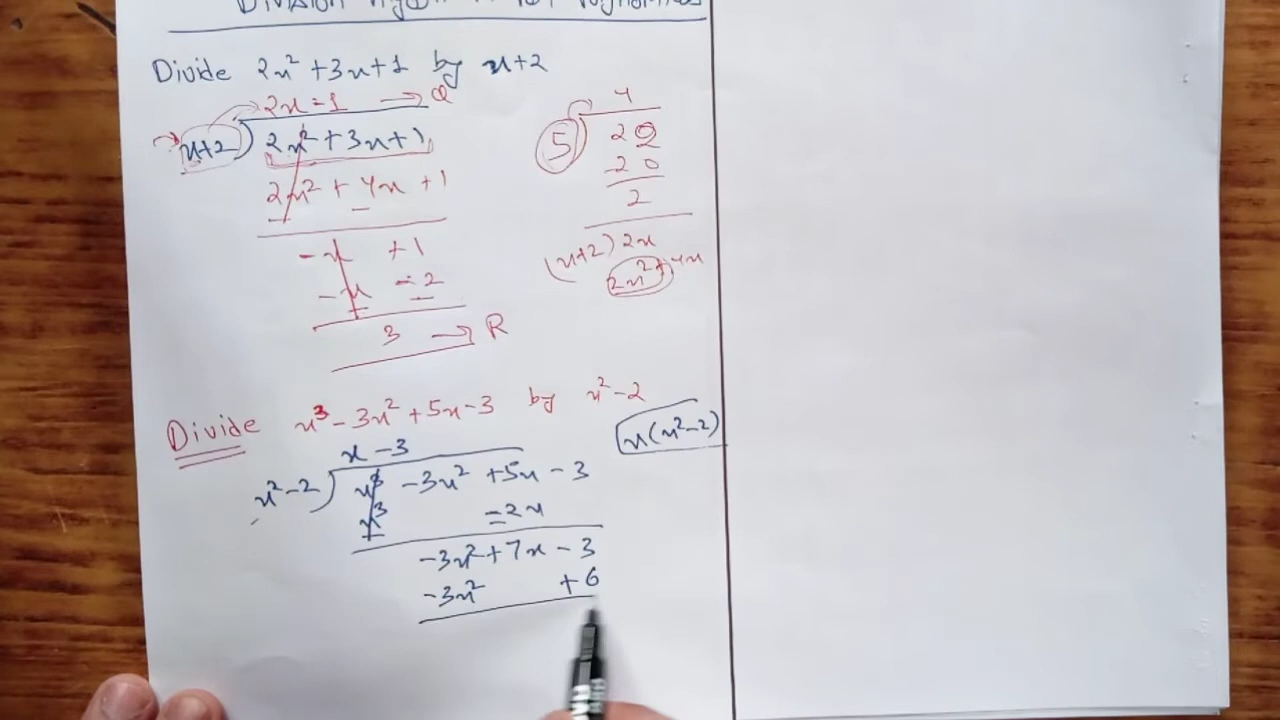 Division for
Divide 2x² + 3x + 1 by x+2
2x - 1 → Q
x+2 ) 2x² + 3x + 1
2x² + 4x + 1
-
-
- x + 1
- x - 2
+
3 → R
4
5 ) 22
20
2
(x+2) 2x
2x² + 4x
Divide x³ - 3x² + 5x - 3 by x² - 2
x(x²-2)
x - 3
x² - 2 ) x³ - 3x² + 5x - 3
x³ - 2x
-3x² + 7x - 3
-3x² + 6